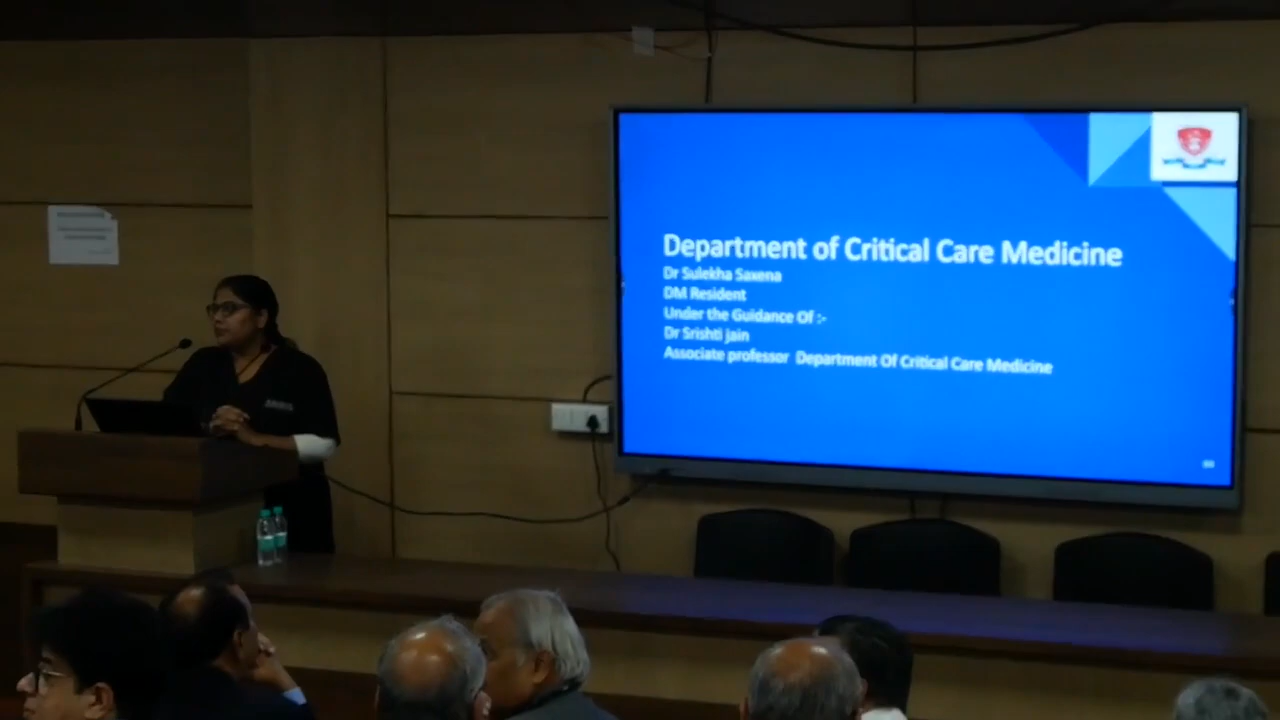 Department of Critical Care Medicine
Dr Sulekha Saxena
DM Resident
Under the Guidance Of :-
Dr Srishti jain
Associate professor  Department Of Critical Care Medicine